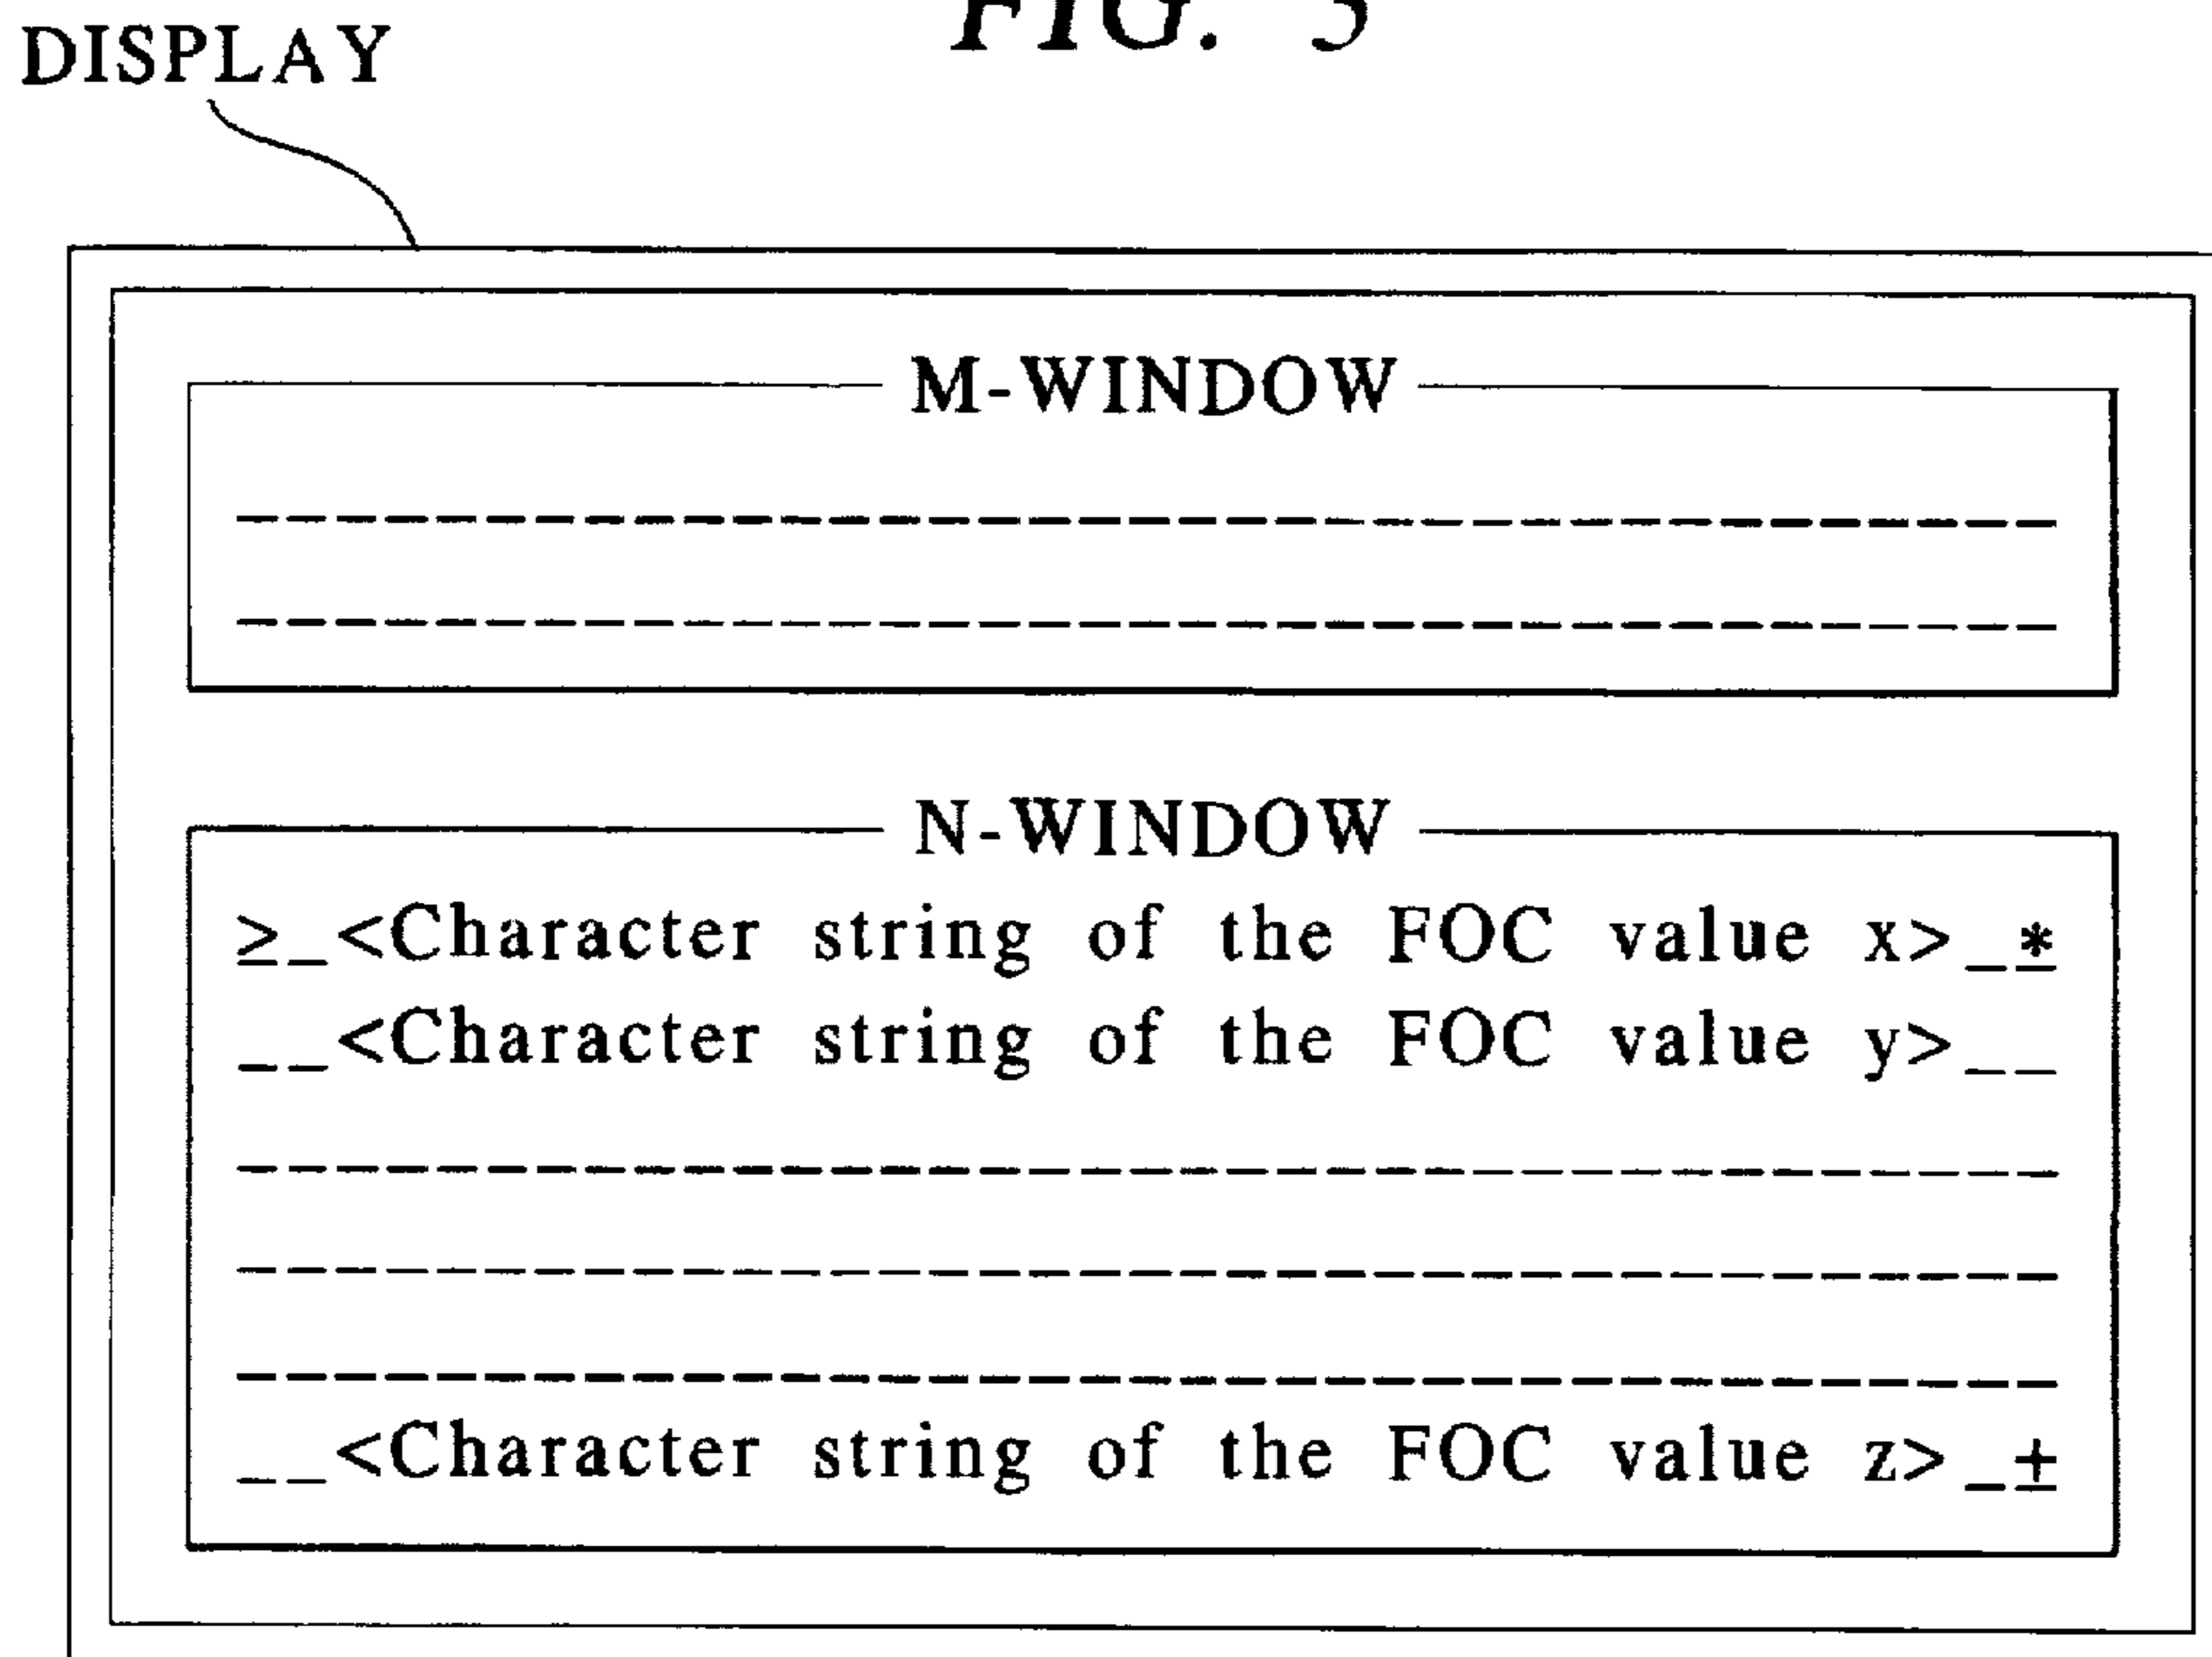 FIG.
DISPLAY
M-WINDOW
N-WINDOW
>_<Character string of the FOC value x>_*
__<Character string of the FOC value y>__
__<Character string of the FOC value z>_+